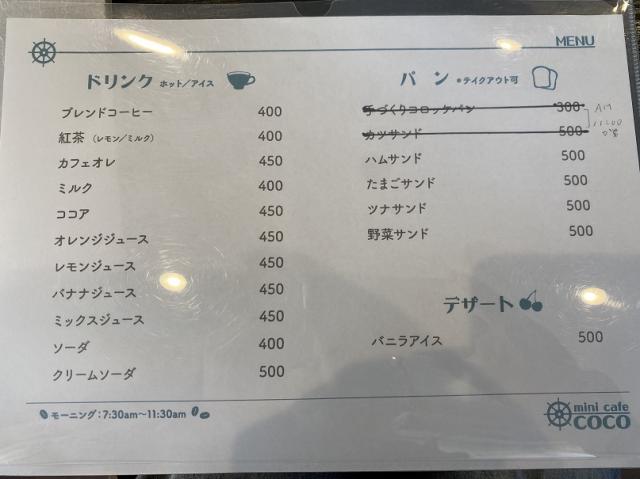 MENU
ドリンク ホット/アイス
ブレンドコーヒー 400
紅茶 (レモン/ミルク) 400
カフェオレ 450
ミルク 400
ココア 450
オレンジジュース 450
レモンジュース 450
バナナジュース 450
ミックスジュース 450
ソーダ 400
クリームソーダ 500
モーニング:7:30am〜11:30am
パン ●テイクアウト可
手づくりコロッケパン 300
カツサンド 500
AM
11:00
ハムサンド 500
たまごサンド 500
ツナサンド 500
野菜サンド 500
デザート
バニラアイス 500
mini cafe
COCO